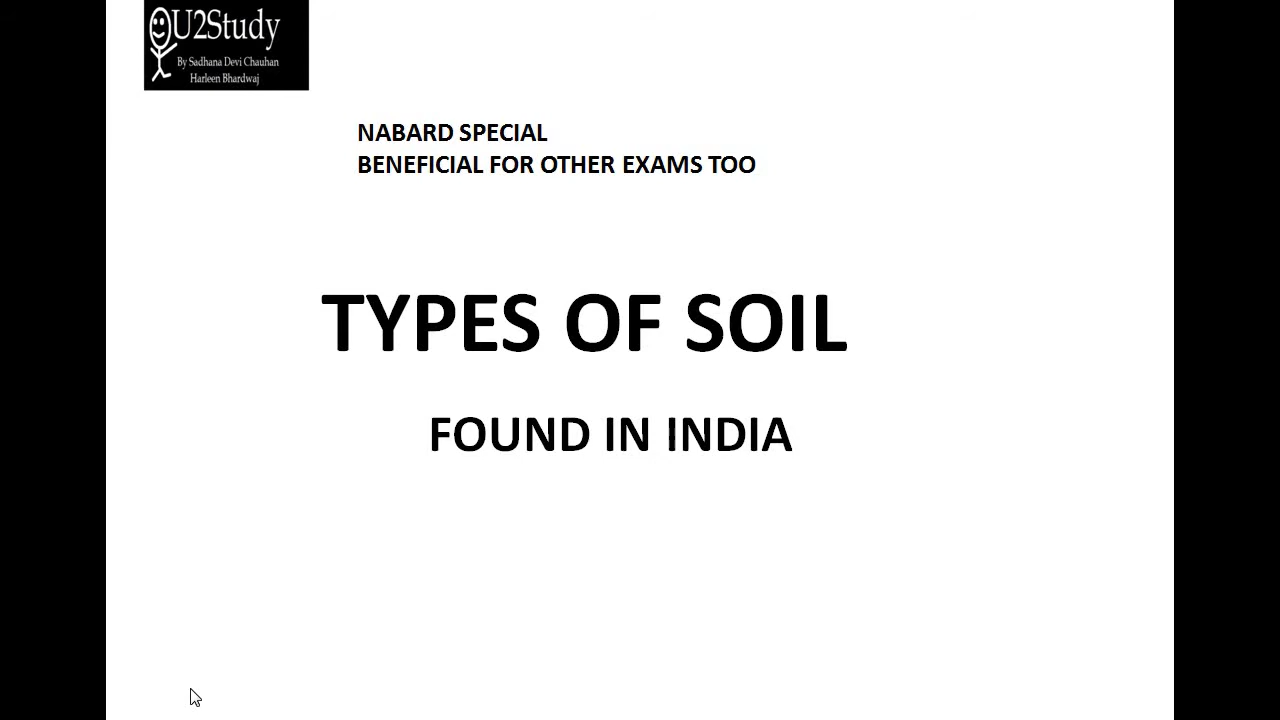 U2Study
By Sadhana Devi Chauhan
Harleen Bhardwaj
NABARD SPECIAL
BENEFICIAL FOR OTHER EXAMS TOO
TYPES OF SOIL
FOUND IN INDIA